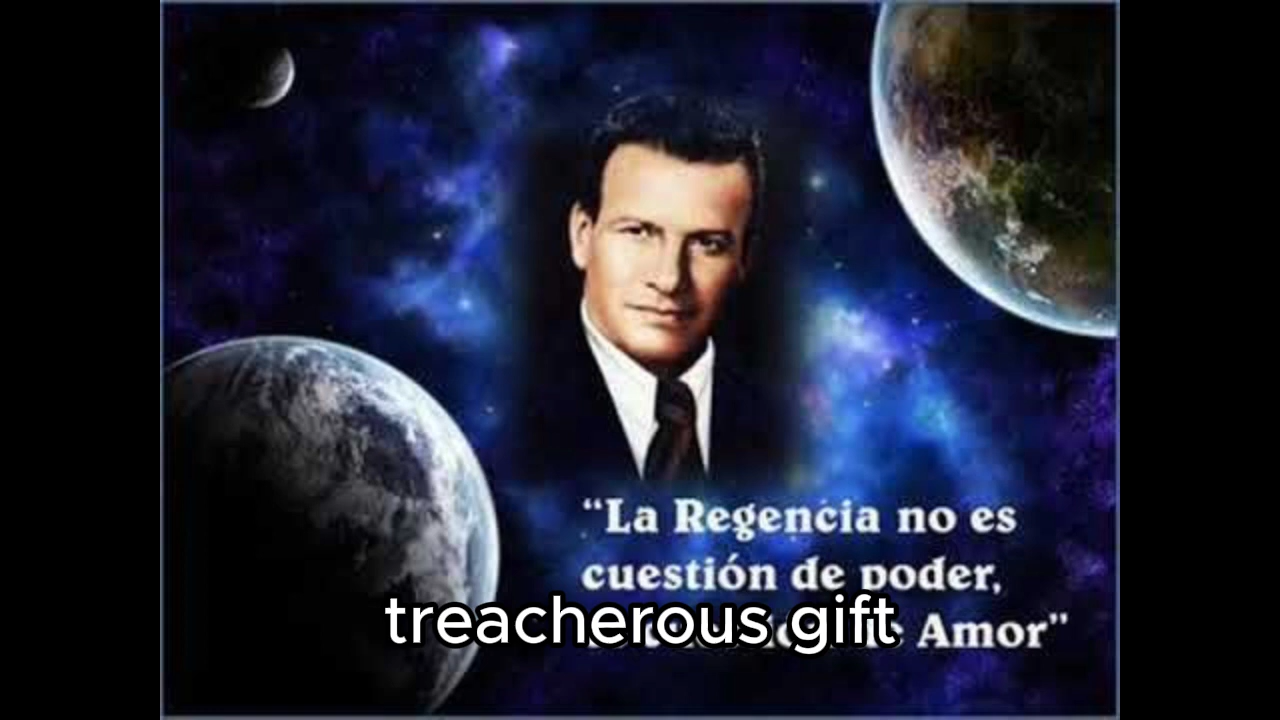 “La Regencia no es
cuestión de poder,
treacherous gift
Amor”